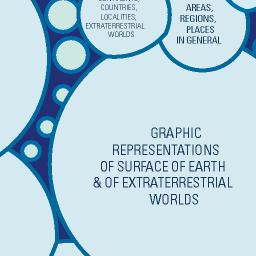 COUNTRIES,
LOCALITIES;
EXTRATERRESTRIAL
WORLDS
AREAS,
REGIONS,
PLACES
IN GENERAL
GRAPHIC
REPRESENTATIONS
OF SURFACE OF EARTH
& OF EXTRATERRESTRIAL
WORLDS